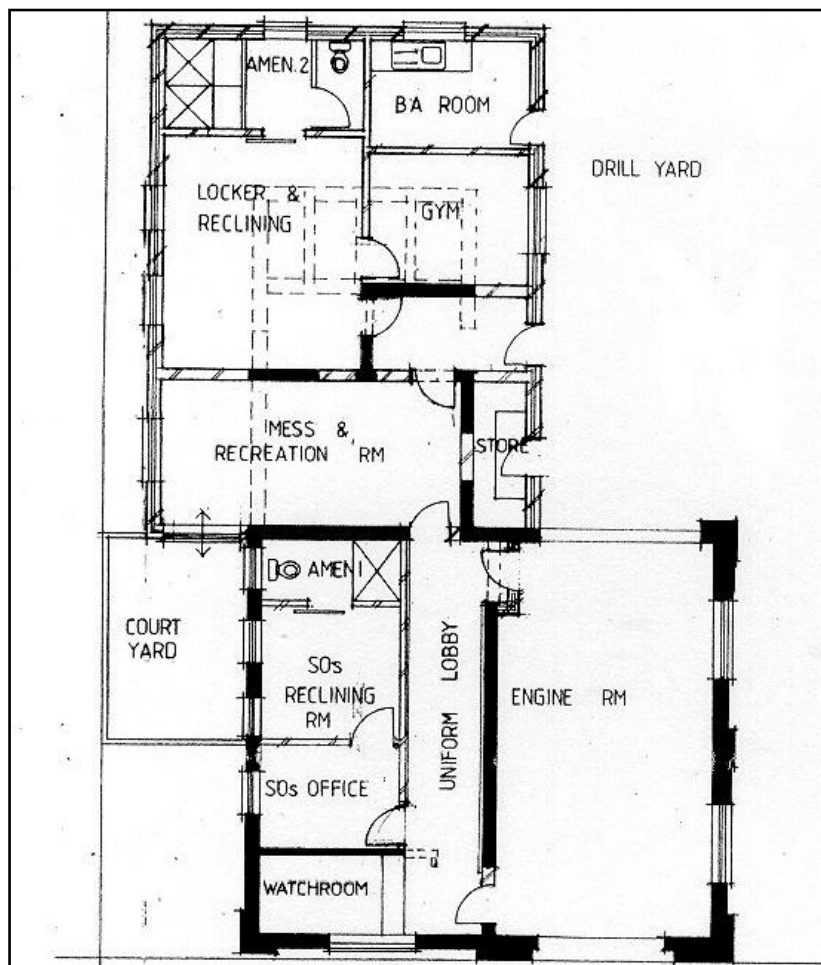 AMEN.2
BA ROOM
DRILL YARD
LOCKER &
RECLINING
GYM
MESS &
RECREATION RM
STORE
AMEN 1
COURT
YARD
SOs
RECLINING
RM
UNIFORM LOBBY
ENGINE RM
SOs OFFICE
WATCHROOM